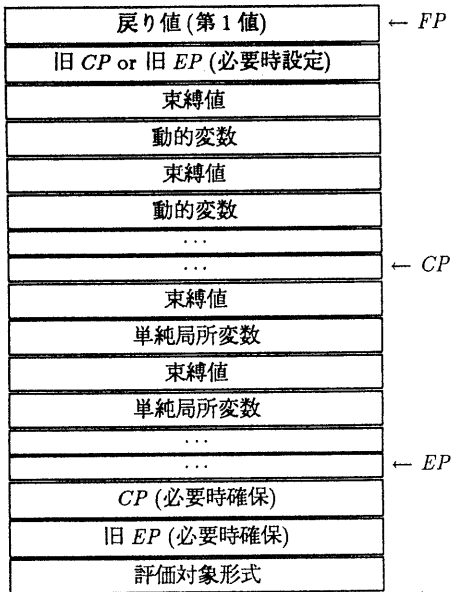 戻り値 (第1値) ← FP
旧 CP or 旧 EP (必要時設定)
束縛値
動的変数
束縛値
動的変数
···
··· ← CP
束縛値
単純局所変数
束縛値
単純局所変数
···
··· ← EP
CP (必要時確保)
旧 EP (必要時確保)
評価対象形式